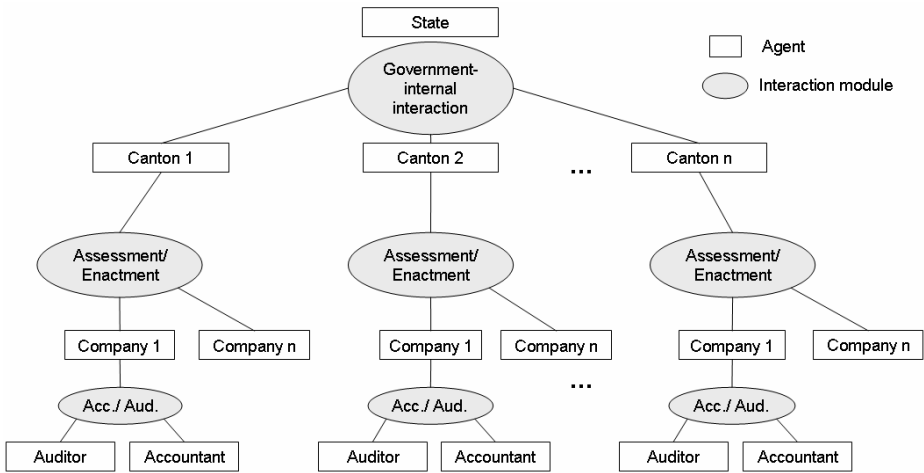 State
Agent
Government-
internal
interaction
Interaction module
Canton 1
Canton 2
...
Canton n
Assessment/
Enactment
Assessment/
Enactment
Assessment/
Enactment
Company 1
Company n
Company 1
Company n
Company 1
Company n
...
Acc./ Aud.
Acc./ Aud.
Acc./ Aud.
Auditor
Accountant
Auditor
Accountant
Auditor
Accountant